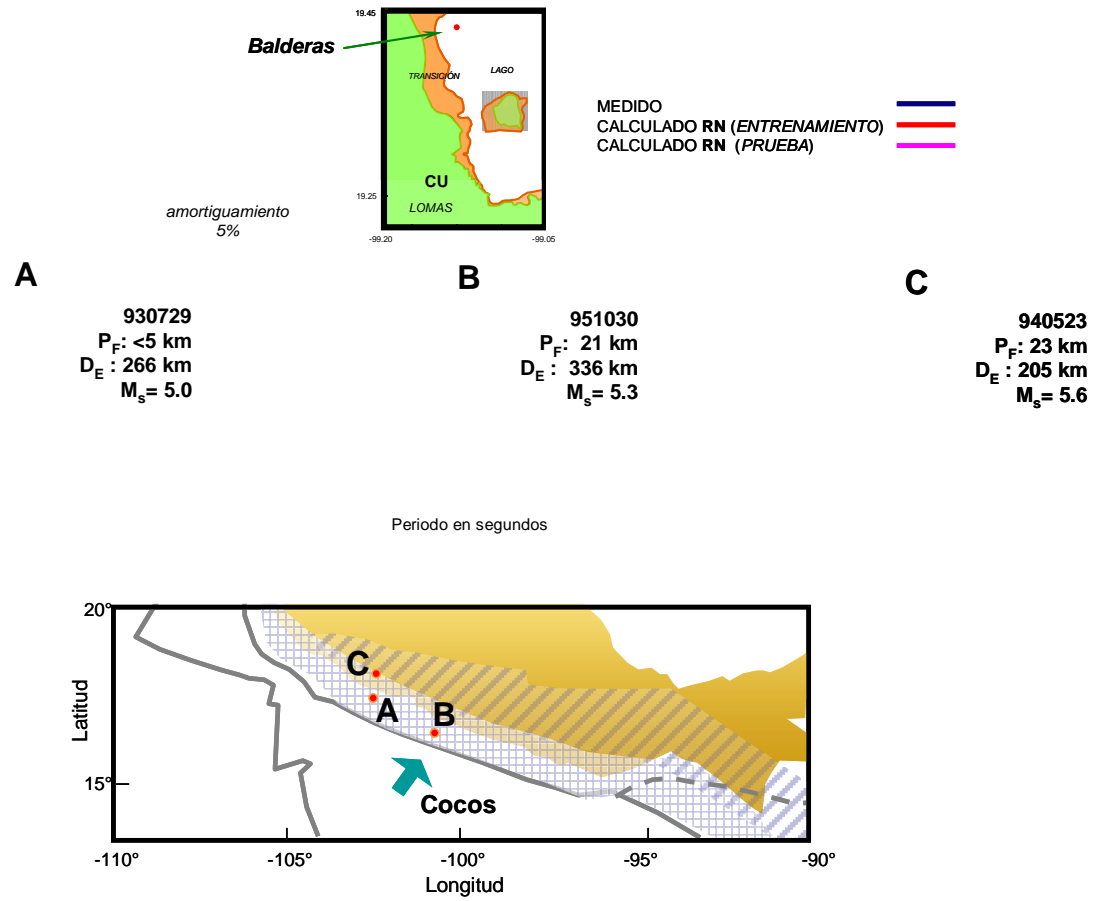 19.45
Balderas
TRANSICIÓN
LAGO
CU
19.25
LOMAS
-99.20
-99.05
amortiguamiento
5%
MEDIDO
CALCULADO RN (ENTRENAMIENTO)
CALCULADO RN (PRUEBA)
A
930729
PF: <5 km
DE : 266 km
Ms= 5.0
B
951030
PF: 21 km
DE : 336 km
Ms= 5.3
C
940523
PF: 23 km
DE : 205 km
Ms= 5.6
Periodo en segundos
20°
Latitud
15°
C
A
B
Cocos
-110°
-105°
-100°
-95°
-90°
Longitud